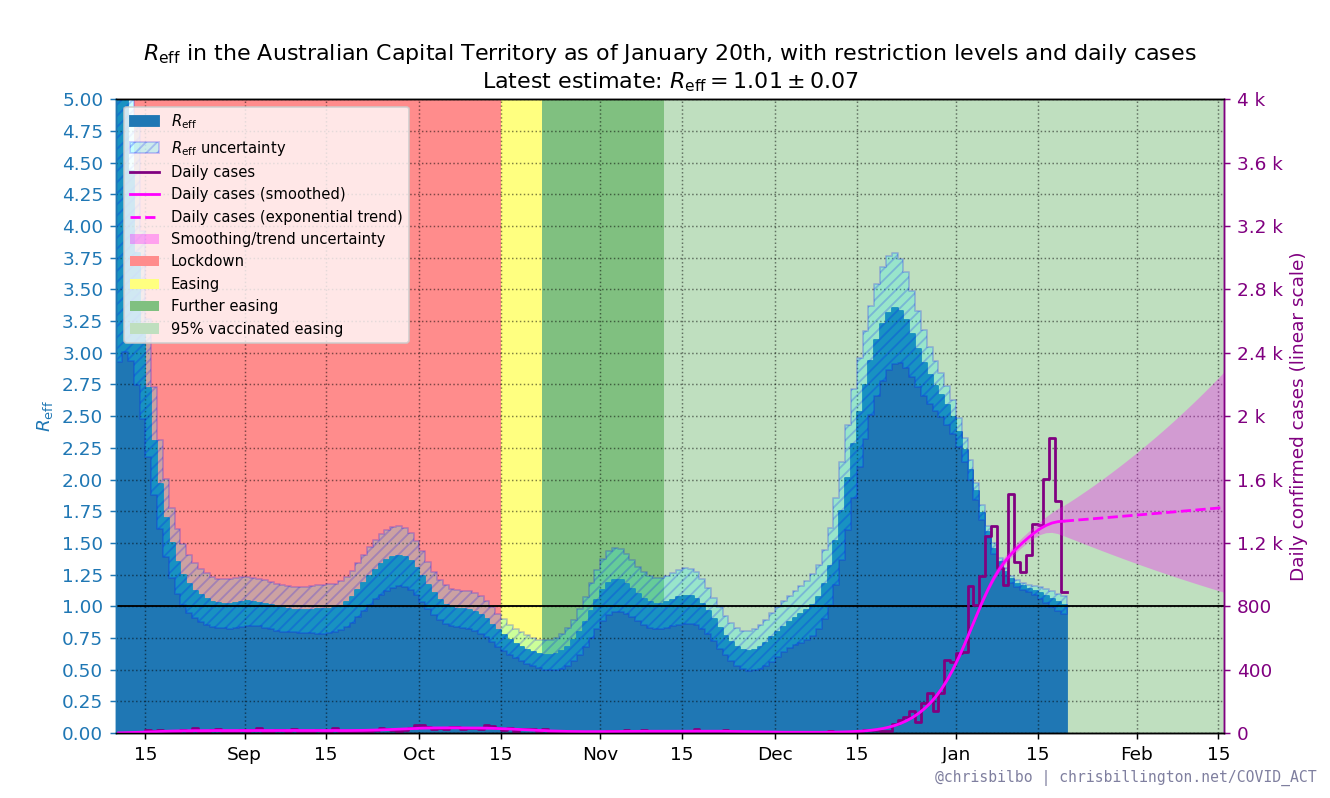 Reff in the Australian Capital Territory as of January 20th, with restriction levels and daily cases
Latest estimate: Reff = 1.01 ± 0.07
Reff
Reff uncertainty
Daily cases
Daily cases (smoothed)
Daily cases (exponential trend)
Smoothing/trend uncertainty
Lockdown
Easing
Further easing
95% vaccinated easing
5.00
4.75
4.50
4.25
4.00
3.75
3.50
3.25
3.00
2.75
2.50
2.25
2.00
1.75
1.50
1.25
1.00
0.75
0.50
0.25
0.00
Reff
4 k
3.6 k
3.2 k
2.8 k
2.4 k
2 k
1.6 k
1.2 k
800
400
0
Daily confirmed cases (linear scale)
15 Sep 15 Oct 15 Nov 15 Dec 15 Jan 15 Feb 15
@chrisbilbo | chrisbillington.net/COVID_ACT